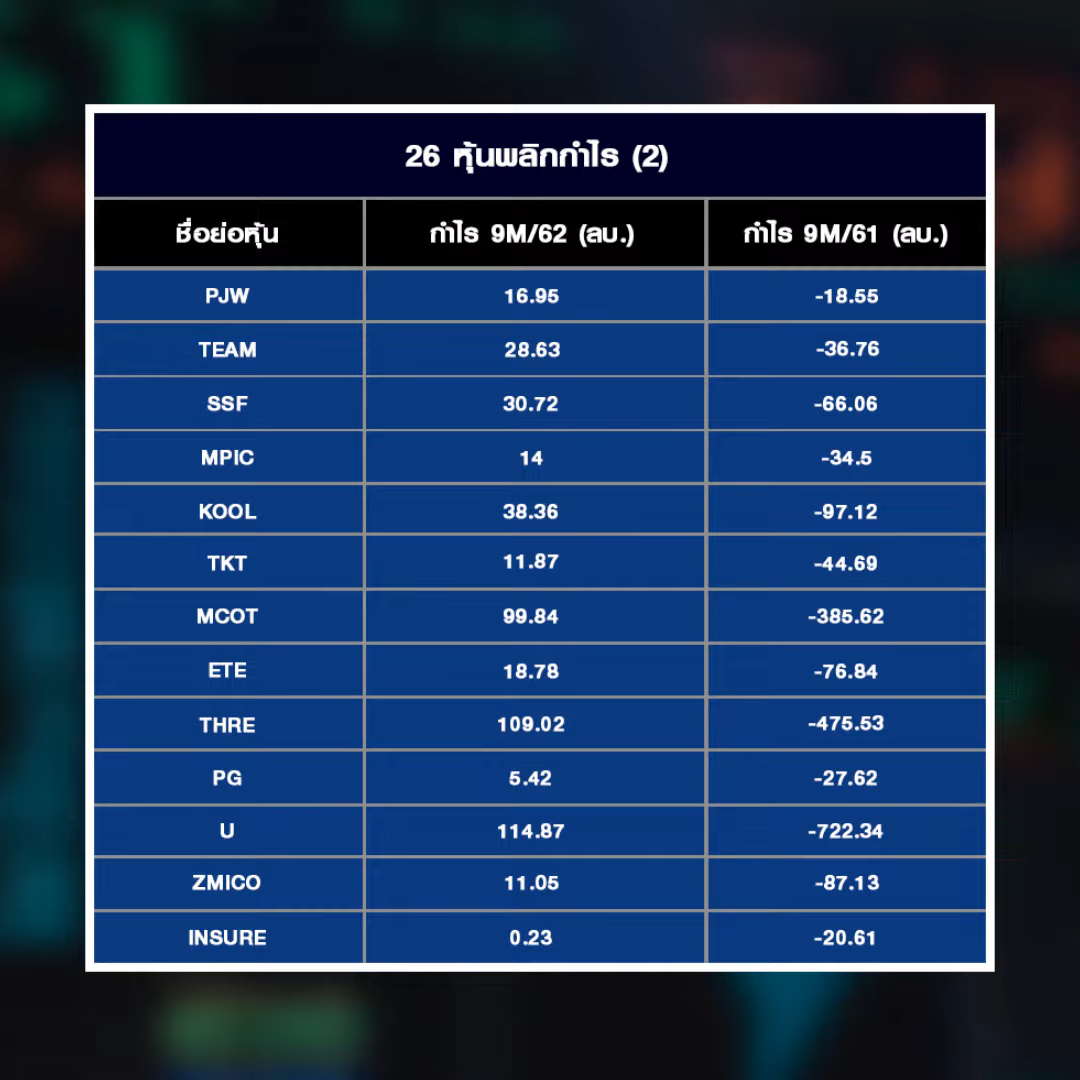 26 หุ้นพลิกกำไร (2)
ชื่อย่อหุ้น กำไร 9M/62 (ลบ.) กำไร 9M/61 (ลบ.)
PJW 16.95 -18.55
TEAM 28.63 -36.76
SSF 30.72 -66.06
MPIC 14 -34.5
KOOL 38.36 -97.12
TKT 11.87 -44.69
MCOT 99.84 -385.62
ETE 18.78 -76.84
THRE 109.02 -475.53
PG 5.42 -27.62
U 114.87 -722.34
ZMICO 11.05 -87.13
INSURE 0.23 -20.61